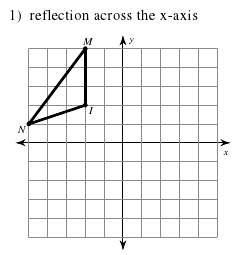 1) reflection across the x-axis
M
y
I
N
x